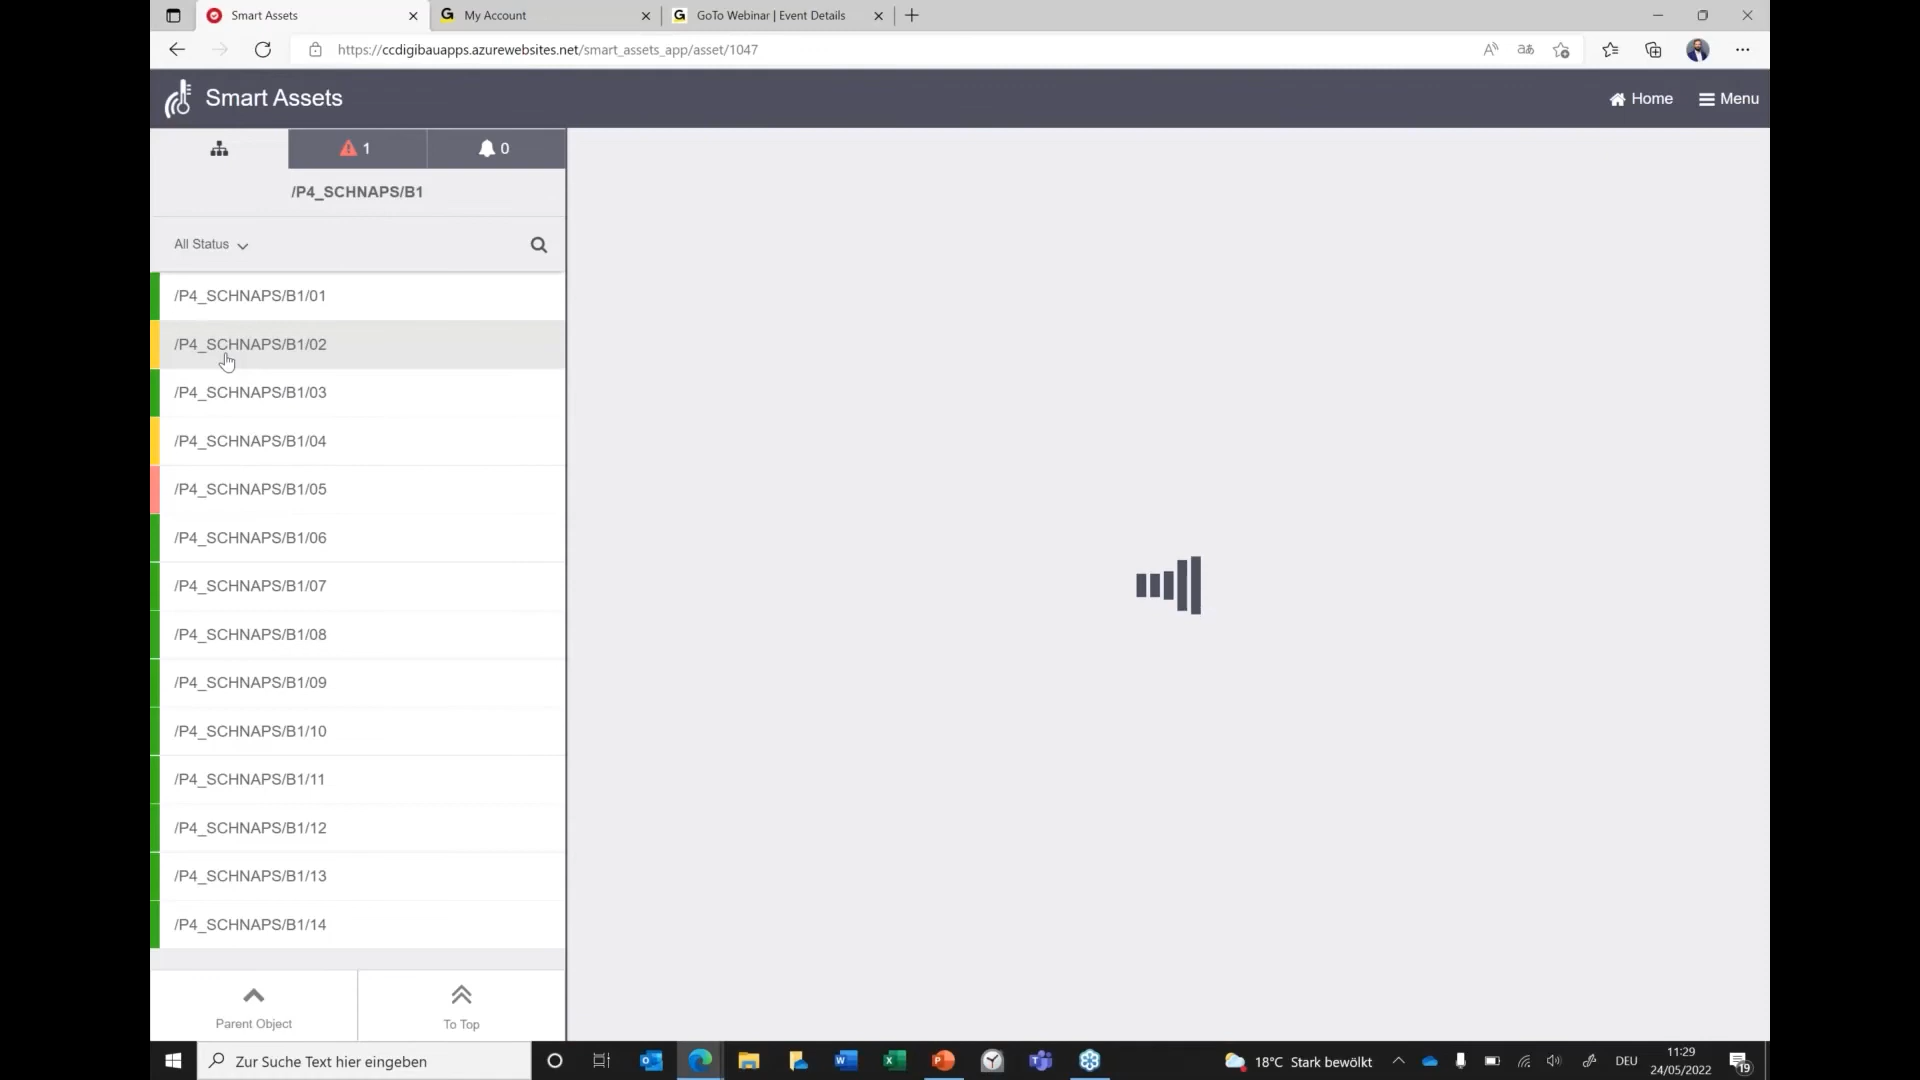 Smart Assets
My Account
GoTo Webinar | Event Details
https://ccdigibauapps.azurewebsites.net/smart_assets_app/asset/1047
Smart Assets
Home
Menu
1
0
/P4_SCHNAPS/B1
All Status
/P4_SCHNAPS/B1/01
/P4_SCHNAPS/B1/02
/P4_SCHNAPS/B1/03
/P4_SCHNAPS/B1/04
/P4_SCHNAPS/B1/05
/P4_SCHNAPS/B1/06
/P4_SCHNAPS/B1/07
/P4_SCHNAPS/B1/08
/P4_SCHNAPS/B1/09
/P4_SCHNAPS/B1/10
/P4_SCHNAPS/B1/11
/P4_SCHNAPS/B1/12
/P4_SCHNAPS/B1/13
/P4_SCHNAPS/B1/14
Parent Object
To Top
Zur Suche Text hier eingeben
18°C Stark bewölkt
DEU
11:29
24/05/2022
19